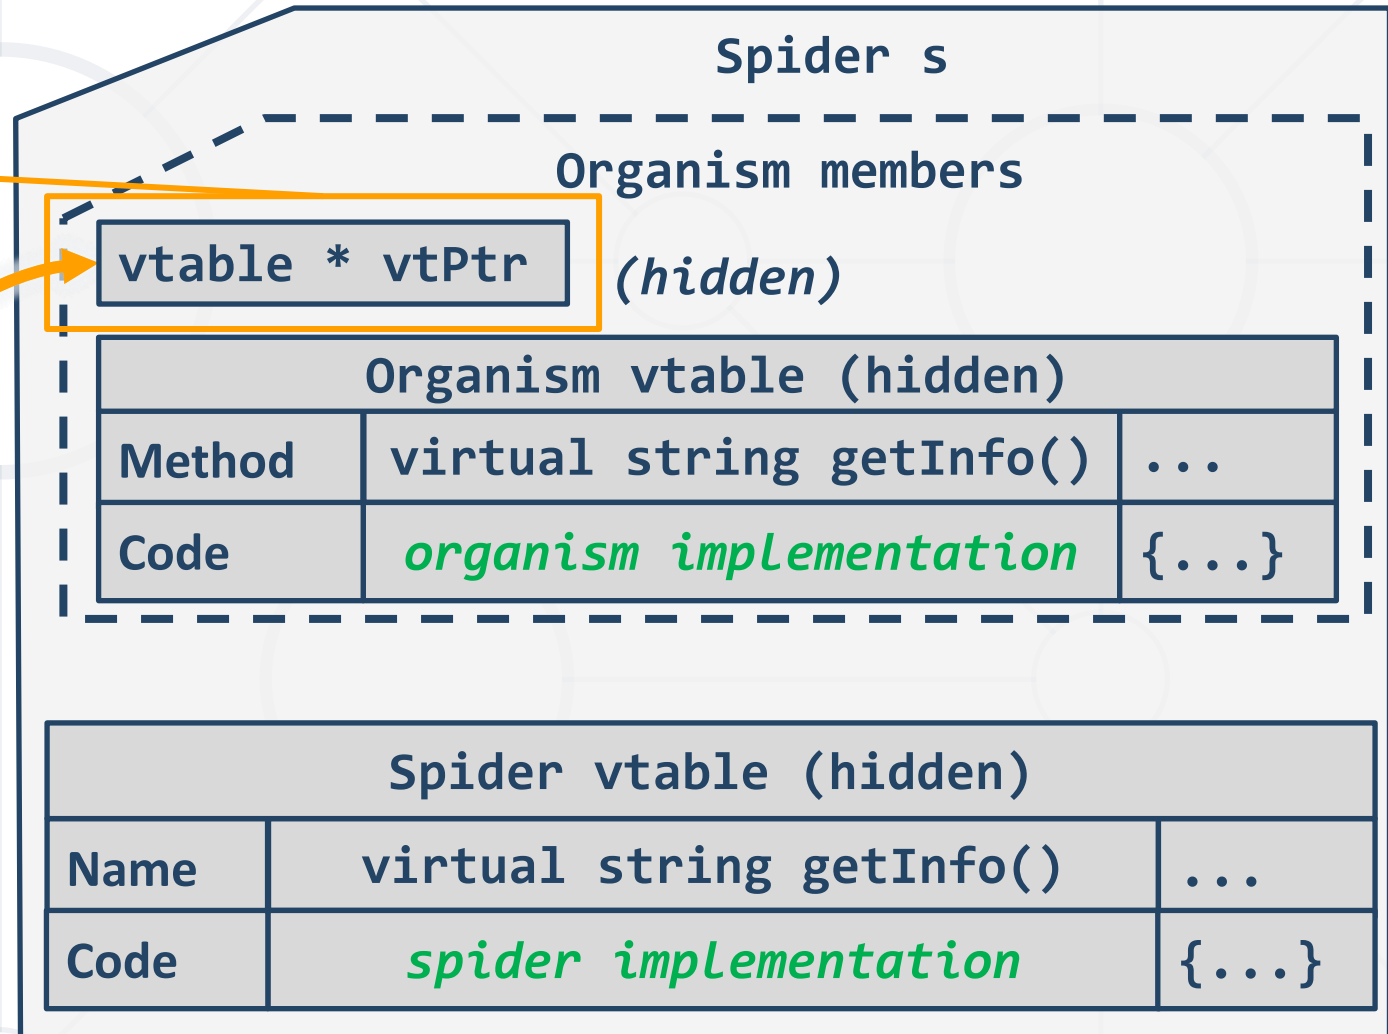 Spider s
Organism members
vtable * vtPtr (hidden)
Organism vtable (hidden)
Method virtual string getInfo() ...
Code organism implementation {...}
Spider vtable (hidden)
Name virtual string getInfo() ...
Code spider implementation {...}